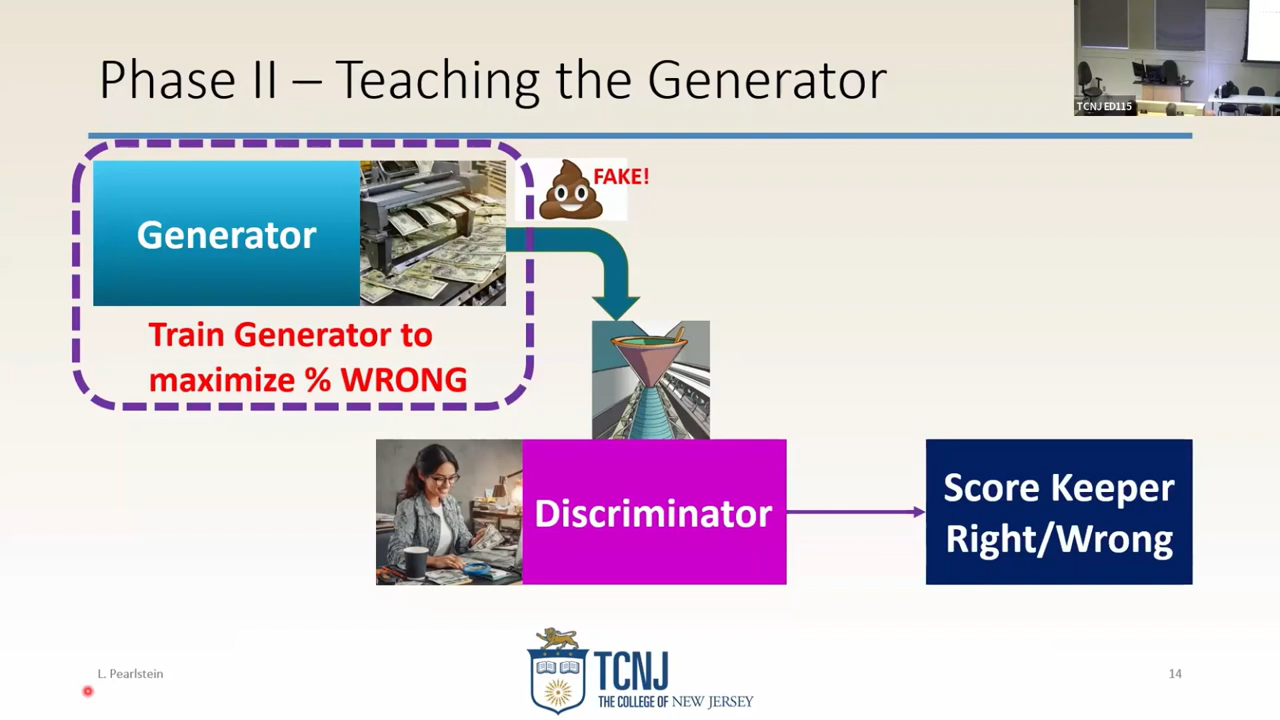 Phase II – Teaching the Generator
TCNJ ED115
Generator
FAKE!
Train Generator to
maximize % WRONG
Discriminator
Score Keeper
Right/Wrong
L. Pearlstein
TCNJ
THE COLLEGE OF NEW JERSEY
14